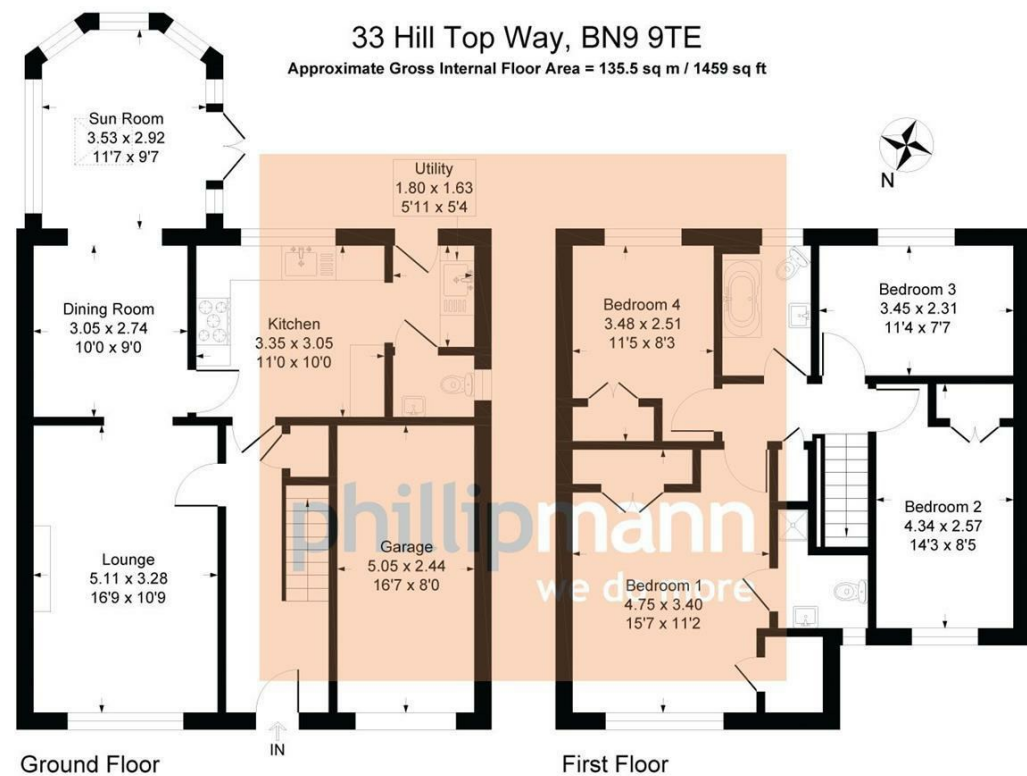 33 Hill Top Way, BN9 9TE
Approximate Gross Internal Floor Area = 135.5 sq m / 1459 sq ft
Sun Room
3.53 x 2.92
11'7 x 9'7
Utility
1.80 x 1.63
5'11 x 5'4
N
Dining Room
3.05 x 2.74
10'0 x 9'0
Kitchen
3.35 x 3.05
11'0 x 10'0
Bedroom 4
3.48 x 2.51
11'5 x 8'3
Bedroom 3
3.45 x 2.31
11'4 x 7'7
Lounge
5.11 x 3.28
16'9 x 10'9
Garage
5.05 x 2.44
16'7 x 8'0
Bedroom 1
4.75 x 3.40
15'7 x 11'2
Bedroom 2
4.34 x 2.57
14'3 x 8'5
phillipmann
we do more
IN
Ground Floor
First Floor